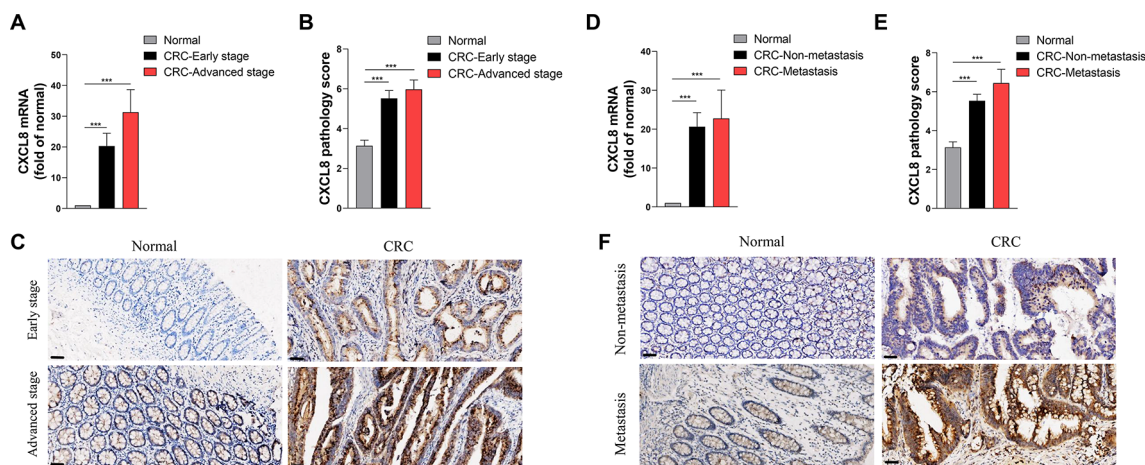 A
CXCL8 mRNA
(fold of normal)
50
40
30
20
10
0
***
***
Normal
CRC-Early stage
CRC-Advanced stage
B
CXCL8 pathology score
8
6
4
2
0
***
***
Normal
CRC-Early stage
CRC-Advanced stage
D
CXCL8 mRNA
(fold of normal)
40
30
20
10
0
***
***
Normal
CRC-Non-metastasis
CRC-Metastasis
E
CXCL8 pathology score
8
6
4
2
0
***
***
Normal
CRC-Non-metastasis
CRC-Metastasis
C
Normal
CRC
Early stage
Advanced stage
F
Normal
CRC
Non-metastasis
Metastasis